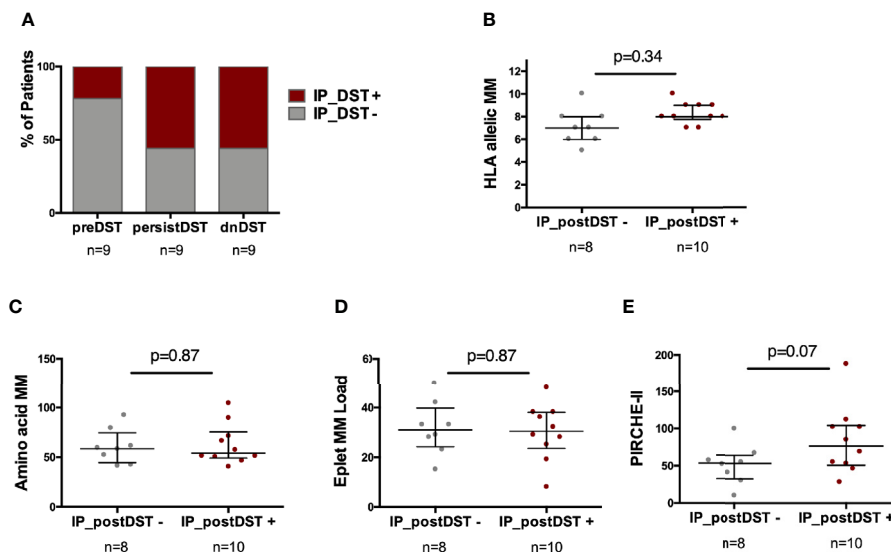 A
% of Patients
100
50
0
preDST persistDST dnDST
n=9 n=9 n=9
IP_DST +
IP_DST -
B
p=0.34
HLA allelic MM
12
10
8
6
4
2
0
IP_postDST - IP_postDST +
n=8 n=10
C
p=0.87
Amino acid MM
150
100
50
0
IP_postDST - IP_postDST +
n=8 n=10
D
p=0.87
Eplet MM Load
60
40
20
0
IP_postDST - IP_postDST +
n=8 n=10
E
p=0.07
PIRCHE-II
200
150
100
50
0
IP_postDST - IP_postDST +
n=8 n=10